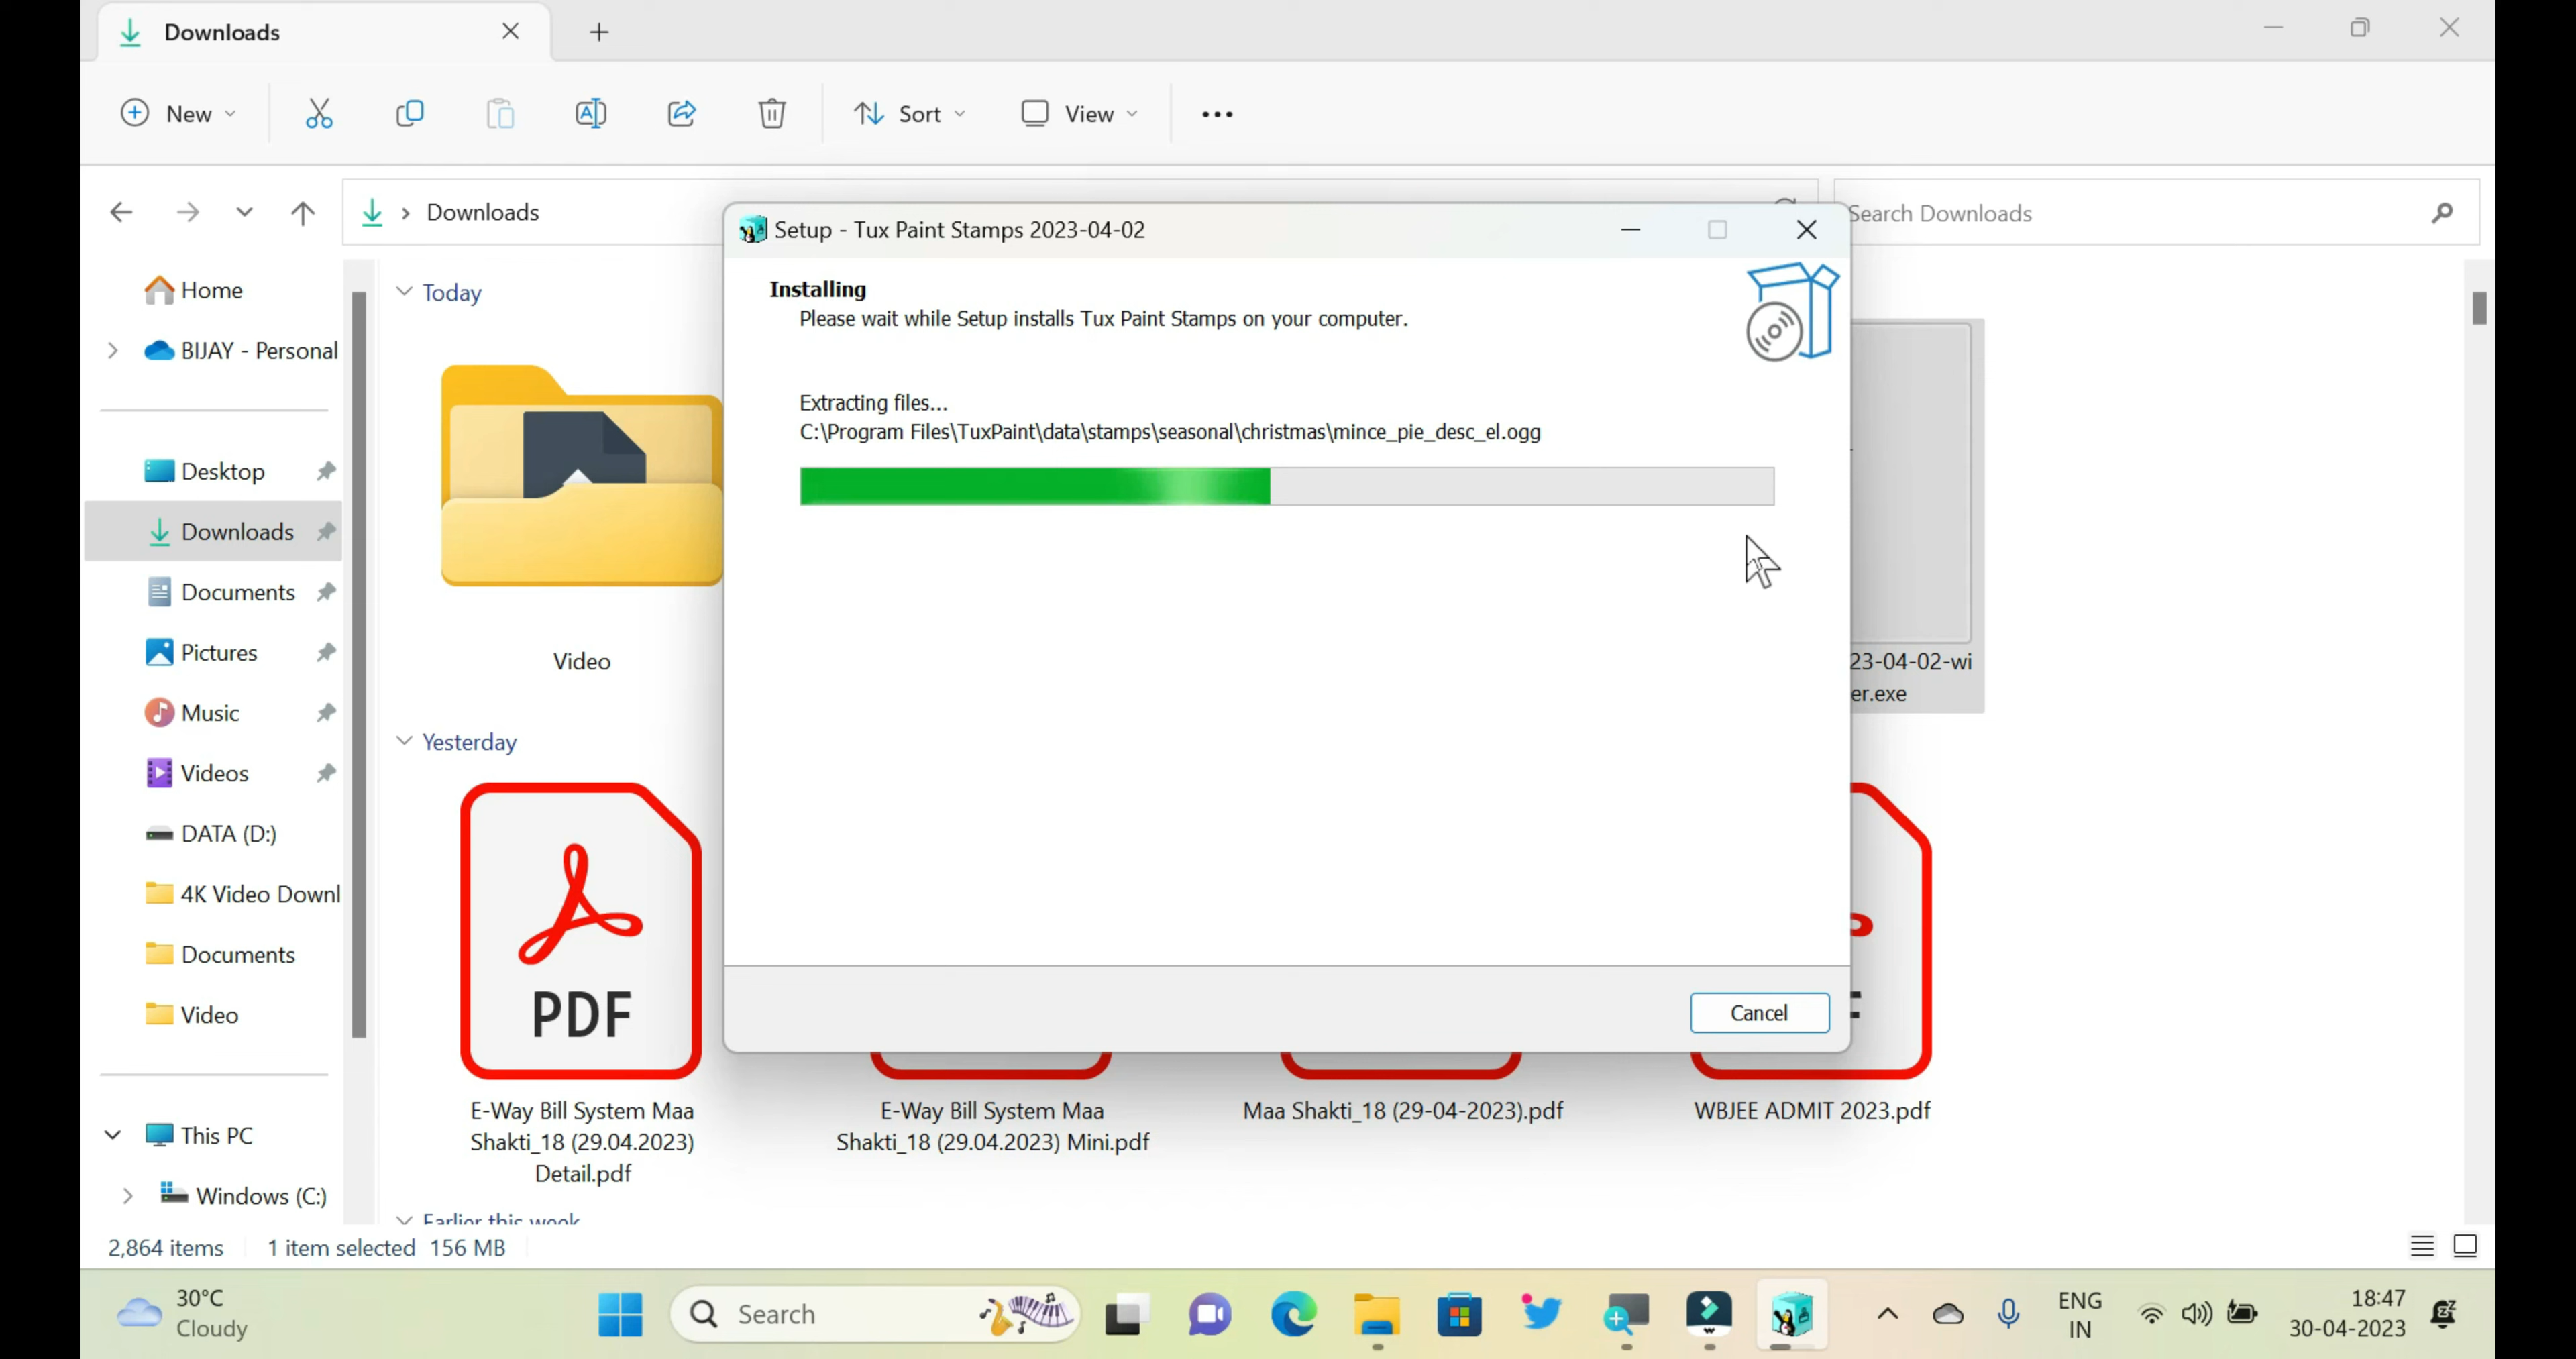 Downloads
New
Sort
View
Downloads
Search Downloads
Home
BIJAY - Personal
Desktop
Downloads
Documents
Pictures
Music
Videos
DATA (D:)
4K Video Downl
Documents
Video
This PC
Windows (C:)
Today
Video
Yesterday
PDF
E-Way Bill System Maa
Shakti_18 (29.04.2023)
Detail.pdf
E-Way Bill System Maa
Shakti_18 (29.04.2023) Mini.pdf
Maa Shakti_18 (29-04-2023).pdf
WBJEE ADMIT 2023.pdf
23-04-02-wi
er.exe
Earlier this week
Setup - Tux Paint Stamps 2023-04-02
Installing
Please wait while Setup installs Tux Paint Stamps on your computer.
Extracting files...
C:\Program Files\TuxPaint\data\stamps\seasonal\christmas\mince_pie_desc_el.ogg
Cancel
2,864 items
1 item selected 156 MB
30°C
Cloudy
Search
ENG
IN
18:47
30-04-2023